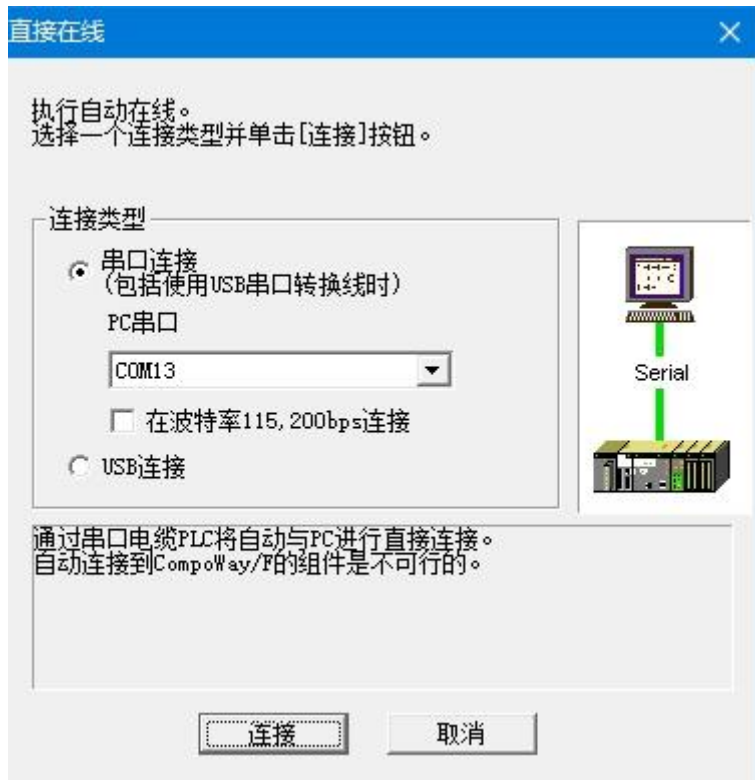 直接在线
执行自动在线。
选择一个连接类型并单击[连接]按钮。
连接类型
串口连接
(包括使用USB串口转换线时)
PC串口
COM13
在波特率115,200bps连接
USB连接
Serial
通过串口电缆PLC将自动与PC进行直接连接。
自动连接到CompoWay/F的组件是不可行的。
连接
取消